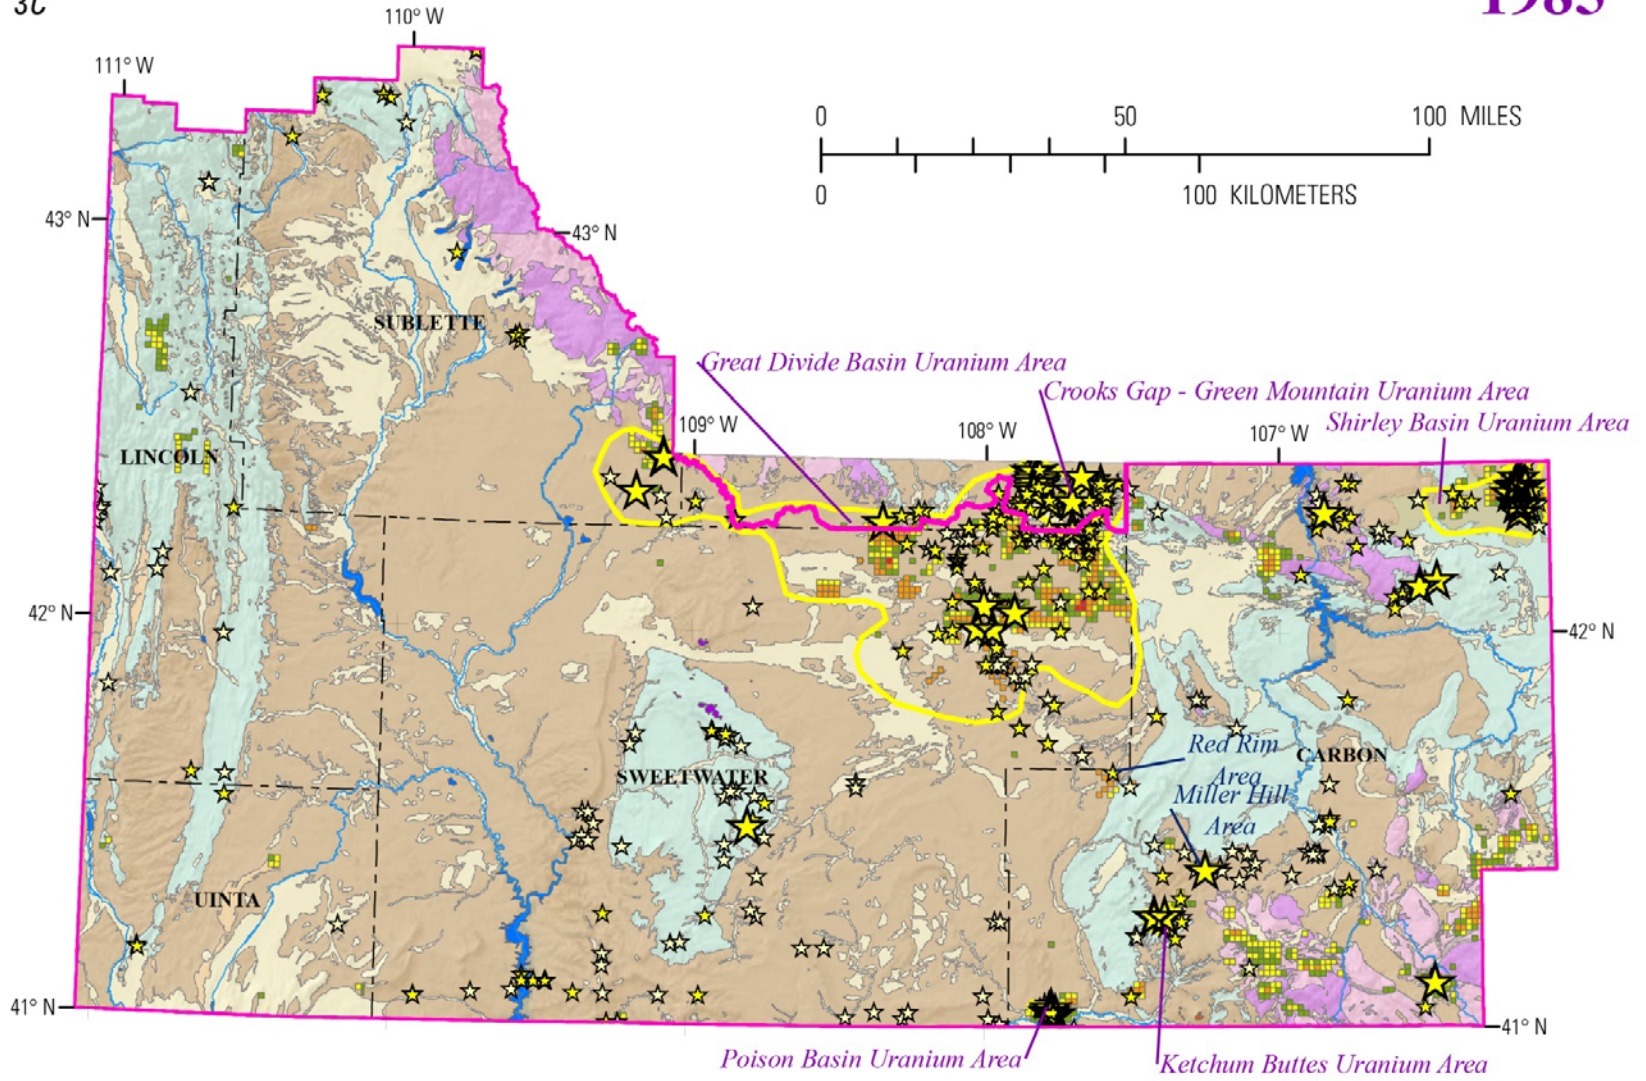 3C
1985
110° W
111° W
0 50 100 MILES
0 100 KILOMETERS
43° N
43° N
SUBLETTE
Great Divide Basin Uranium Area
Crooks Gap - Green Mountain Uranium Area
Shirley Basin Uranium Area
109° W
108° W
107° W
LINCOLN
42° N
42° N
Red Rim
Area
CARBON
SWEETWATER
Miller Hill
Area
UINTA
41° N
41° N
Poison Basin Uranium Area
Ketchum Buttes Uranium Area